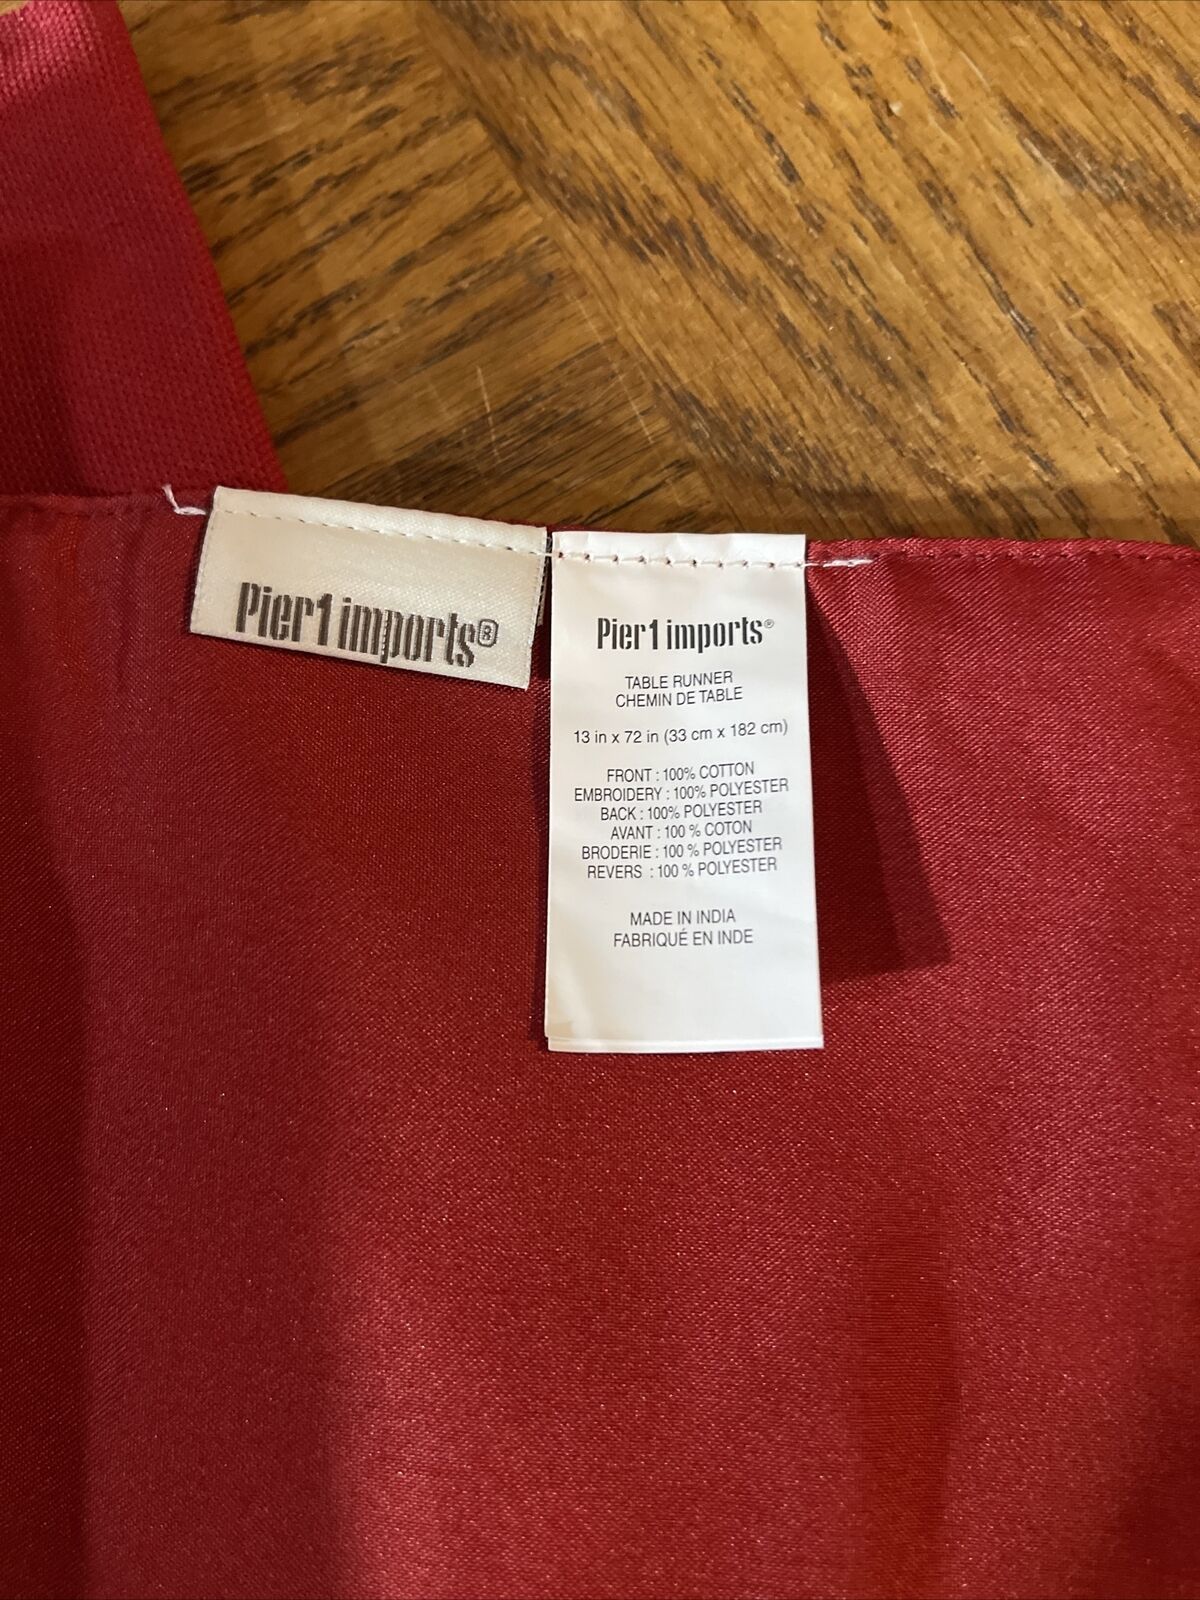 Pier1 imports®
Pier1 imports®
TABLE RUNNER
CHEMIN DE TABLE
13 in x 72 in (33 cm x 182 cm)
FRONT : 100% COTTON
EMBROIDERY : 100% POLYESTER
BACK : 100% POLYESTER
AVANT : 100 % COTON
BRODERIE : 100 % POLYESTER
REVERS : 100 % POLYESTER
MADE IN INDIA
FABRIQUÉ EN INDE